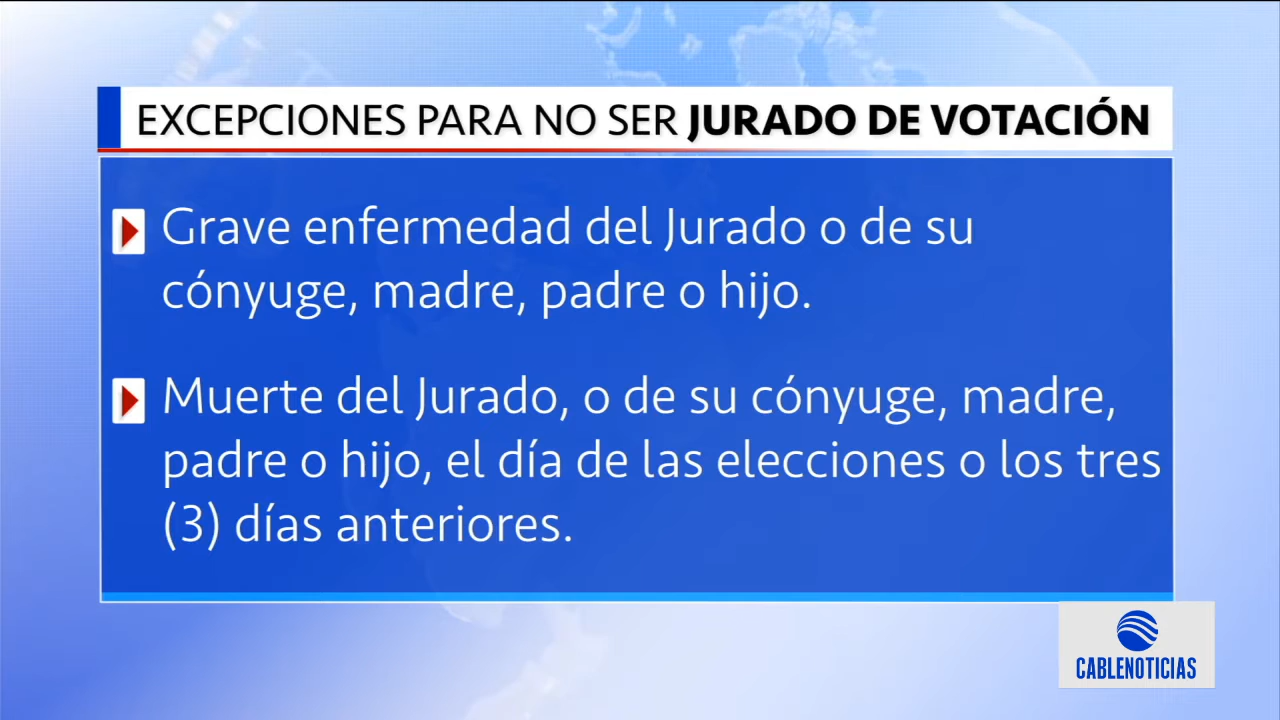 EXCEPCIONES PARA NO SER JURADO DE VOTACIÓN
Grave enfermedad del Jurado o de su
cónyuge, madre, padre o hijo.
Muerte del Jurado, o de su cónyuge, madre,
padre o hijo, el día de las elecciones o los tres
(3) días anteriores.
CABLENOTICIAS